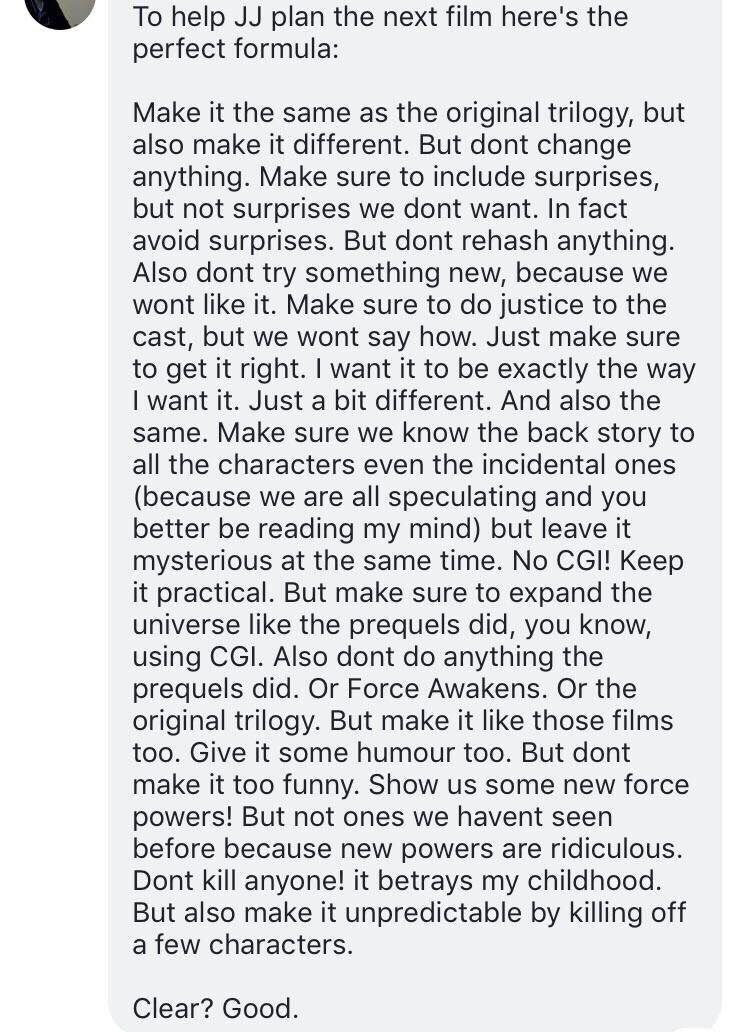 To help JJ plan the next film here's the
perfect formula:
Make it the same as the original trilogy, but
also make it different. But dont change
anything. Make sure to include surprises,
but not surprises we dont want. In fact
avoid surprises. But dont rehash anything.
Also dont try something new, because we
wont like it. Make sure to do justice to the
cast, but we wont say how. Just make sure
to get it right. I want it to be exactly the way
I want it. Just a bit different. And also the
same. Make sure we know the back story to
all the characters even the incidental ones
(because we are all speculating and you
better be reading my mind) but leave it
mysterious at the same time. No CGI! Keep
it practical. But make sure to expand the
universe like the prequels did, you know,
using CGI. Also dont do anything the
prequels did. Or Force Awakens. Or the
original trilogy. But make it like those films
too. Give it some humour too. But dont
make it too funny. Show us some new force
powers! But not ones we havent seen
before because new powers are ridiculous.
Dont kill anyone! it betrays my childhood.
But also make it unpredictable by killing off
a few characters.
Clear? Good.